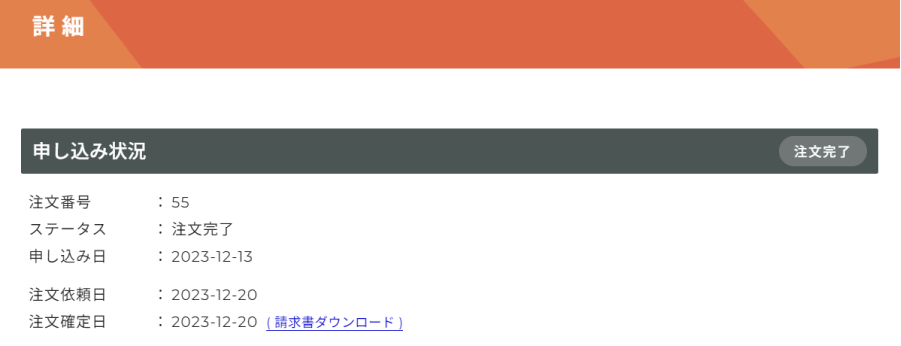 詳細
申し込み状況 注文完了
注文番号 : 55
ステータス : 注文完了
申し込み日 : 2023-12-13
注文依頼日 : 2023-12-20
注文確定日 : 2023-12-20 ( 請求書ダウンロード )